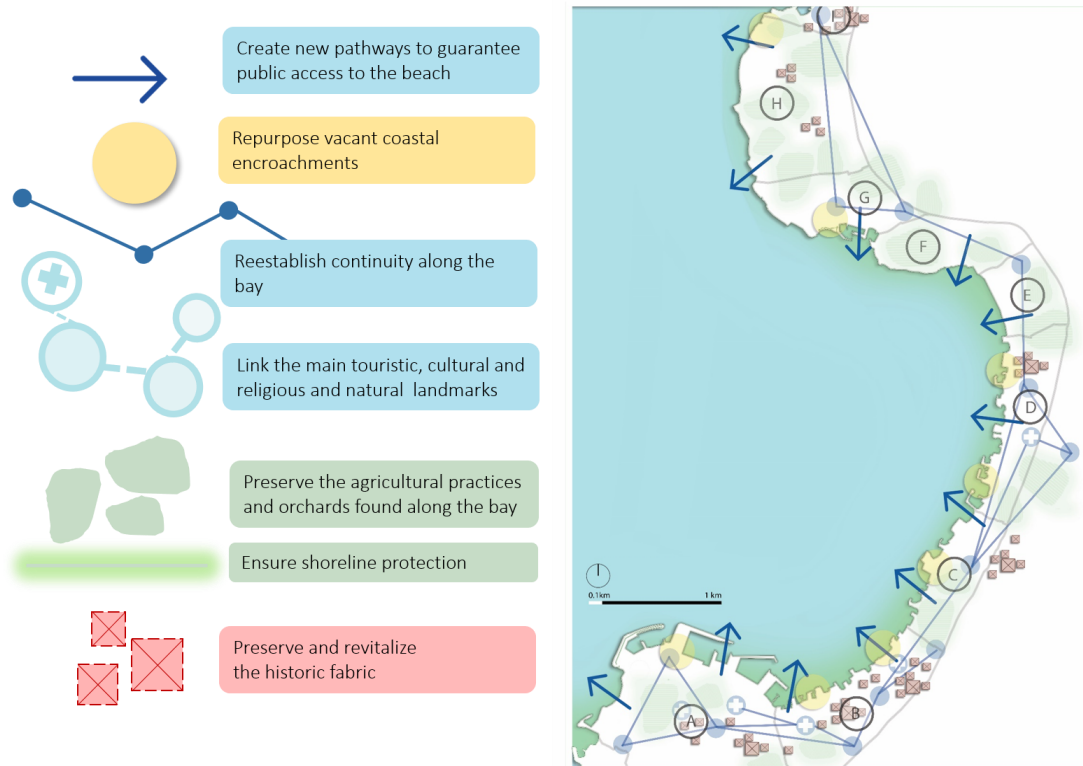 Create new pathways to guarantee
public access to the beach
Repurpose vacant coastal
encroachments
Reestablish continuity along the
bay
Link the main touristic, cultural and
religious and natural landmarks
Preserve the agricultural practices
and orchards found along the bay
Ensure shoreline protection
Preserve and revitalize
the historic fabric
I
H
G
F
E
D
C
B
A
0.1km 1 km